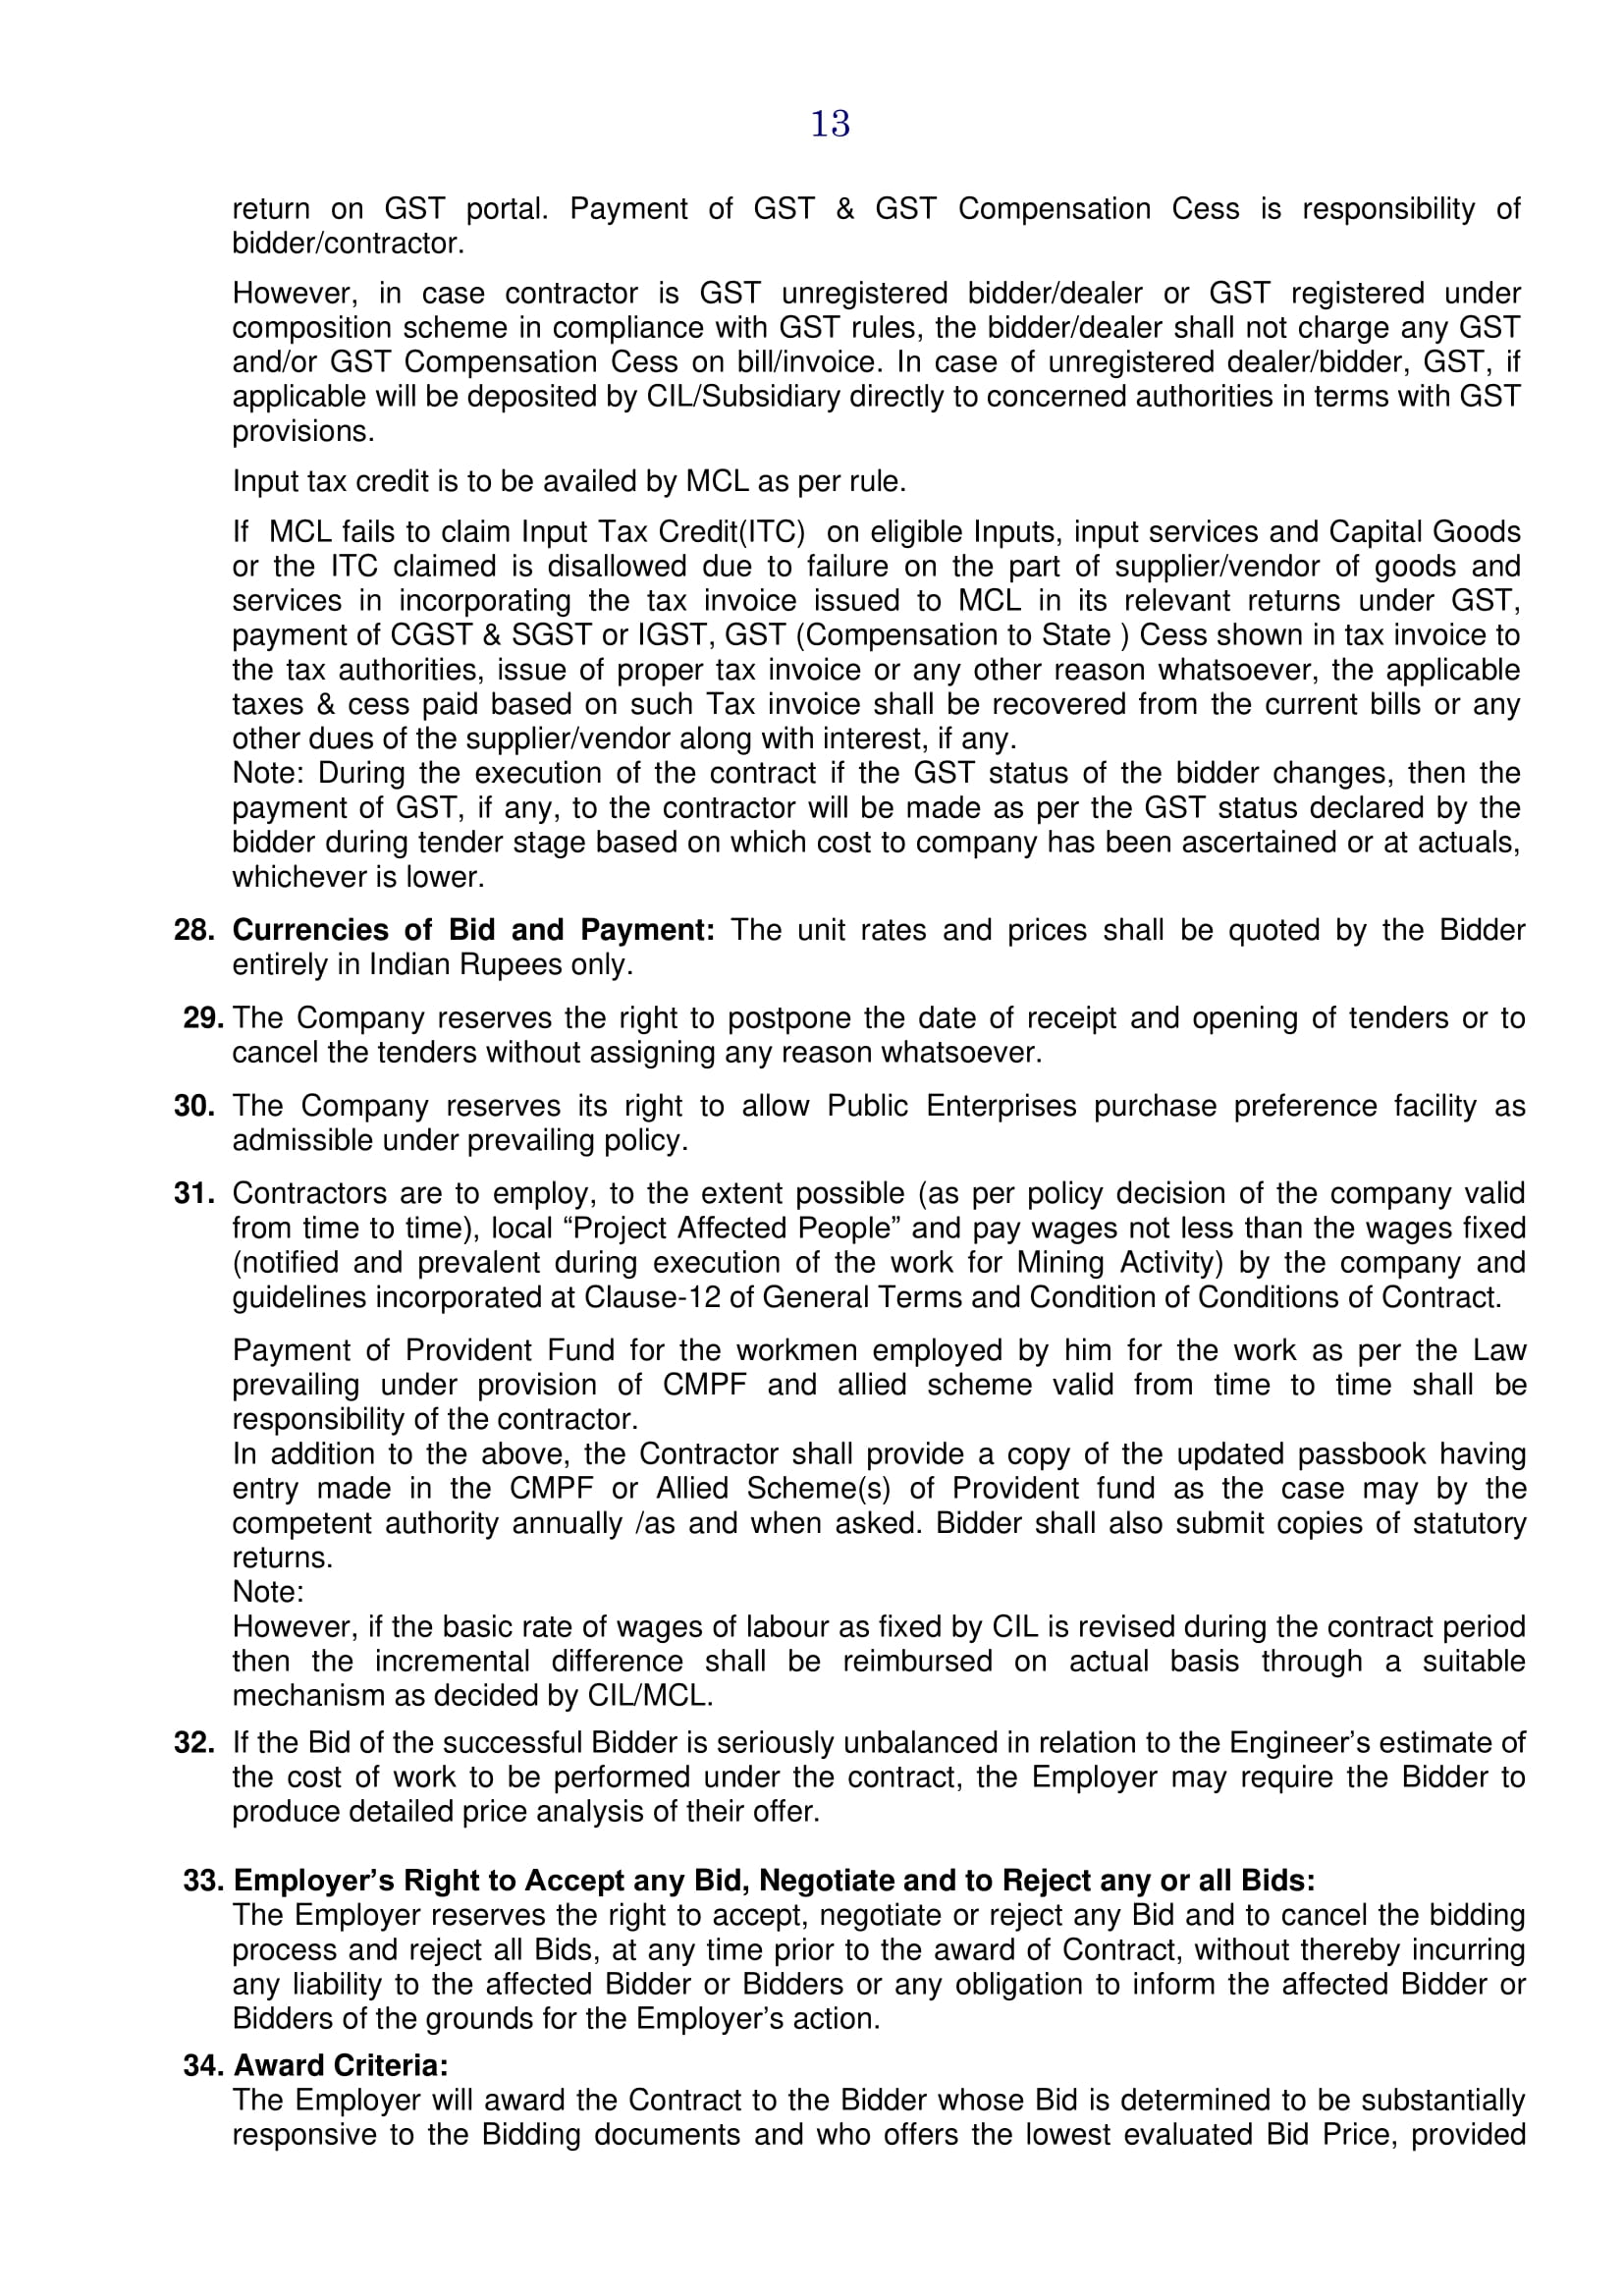 13
return on GST portal. Payment of GST & GST Compensation Cess is responsibility of
bidder/contractor.
However, in case contractor is GST unregistered bidder/dealer or GST registered under
composition scheme in compliance with GST rules, the bidder/dealer shall not charge any GST
and/or GST Compensation Cess on bill/invoice. In case of unregistered dealer/bidder, GST, if
applicable will be deposited by CIL/Subsidiary directly to concerned authorities in terms with GST
provisions.
Input tax credit is to be availed by MCL as per rule.
If  MCL fails to claim Input Tax Credit(ITC)  on eligible Inputs, input services and Capital Goods
or the ITC claimed is disallowed due to failure on the part of supplier/vendor of goods and
services in incorporating the tax invoice issued to MCL in its relevant returns under GST,
payment of CGST & SGST or IGST, GST (Compensation to State ) Cess shown in tax invoice to
the tax authorities, issue of proper tax invoice or any other reason whatsoever, the applicable
taxes & cess paid based on such Tax invoice shall be recovered from the current bills or any
other dues of the supplier/vendor along with interest, if any.
Note: During the execution of the contract if the GST status of the bidder changes, then the
payment of GST, if any, to the contractor will be made as per the GST status declared by the
bidder during tender stage based on which cost to company has been ascertained or at actuals,
whichever is lower.
28. Currencies of Bid and Payment: The unit rates and prices shall be quoted by the Bidder
entirely in Indian Rupees only.
29. The Company reserves the right to postpone the date of receipt and opening of tenders or to
cancel the tenders without assigning any reason whatsoever.
30. The Company reserves its right to allow Public Enterprises purchase preference facility as
admissible under prevailing policy.
31. Contractors are to employ, to the extent possible (as per policy decision of the company valid
from time to time), local “Project Affected People” and pay wages not less than the wages fixed
(notified and prevalent during execution of the work for Mining Activity) by the company and
guidelines incorporated at Clause-12 of General Terms and Condition of Conditions of Contract.
Payment of Provident Fund for the workmen employed by him for the work as per the Law
prevailing under provision of CMPF and allied scheme valid from time to time shall be
responsibility of the contractor.
In addition to the above, the Contractor shall provide a copy of the updated passbook having
entry made in the CMPF or Allied Scheme(s) of Provident fund as the case may by the
competent authority annually /as and when asked. Bidder shall also submit copies of statutory
returns.
Note:
However, if the basic rate of wages of labour as fixed by CIL is revised during the contract period
then the incremental difference shall be reimbursed on actual basis through a suitable
mechanism as decided by CIL/MCL.
32. If the Bid of the successful Bidder is seriously unbalanced in relation to the Engineer’s estimate of
the cost of work to be performed under the contract, the Employer may require the Bidder to
produce detailed price analysis of their offer.
33. Employer’s Right to Accept any Bid, Negotiate and to Reject any or all Bids:
The Employer reserves the right to accept, negotiate or reject any Bid and to cancel the bidding
process and reject all Bids, at any time prior to the award of Contract, without thereby incurring
any liability to the affected Bidder or Bidders or any obligation to inform the affected Bidder or
Bidders of the grounds for the Employer’s action.
34. Award Criteria:
The Employer will award the Contract to the Bidder whose Bid is determined to be substantially
responsive to the Bidding documents and who offers the lowest evaluated Bid Price, provided